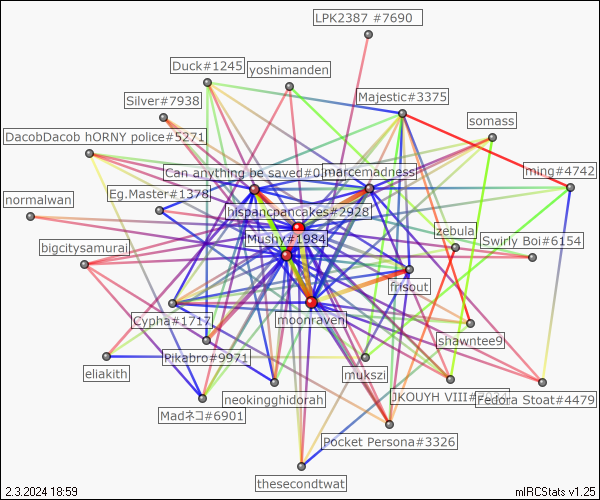 LPK2387 #7690
Duck#1245
yoshimanden
Silver#7938
Majestic#3375
somass
DacobDacob hORNY police#5271
Can anything be saved#0
marcemadness
ming#4742
Eg.Master#1378
normalwan
hispancpancakes#2928
zebula
Mushy#1984
Swirly Boi#6154
bigcitysamurai
frisout
Cypha#1717
moonraven
shawntee9
Pikabro#9971
eliakith
mukszi
neokingghidorah
JKOUYH VIII#
Fedora Stoat#4479
Madネコ#6901
Pocket Persona#3326
thesecondtwat
2.3.2024 18:59
mIRCStats v1.25